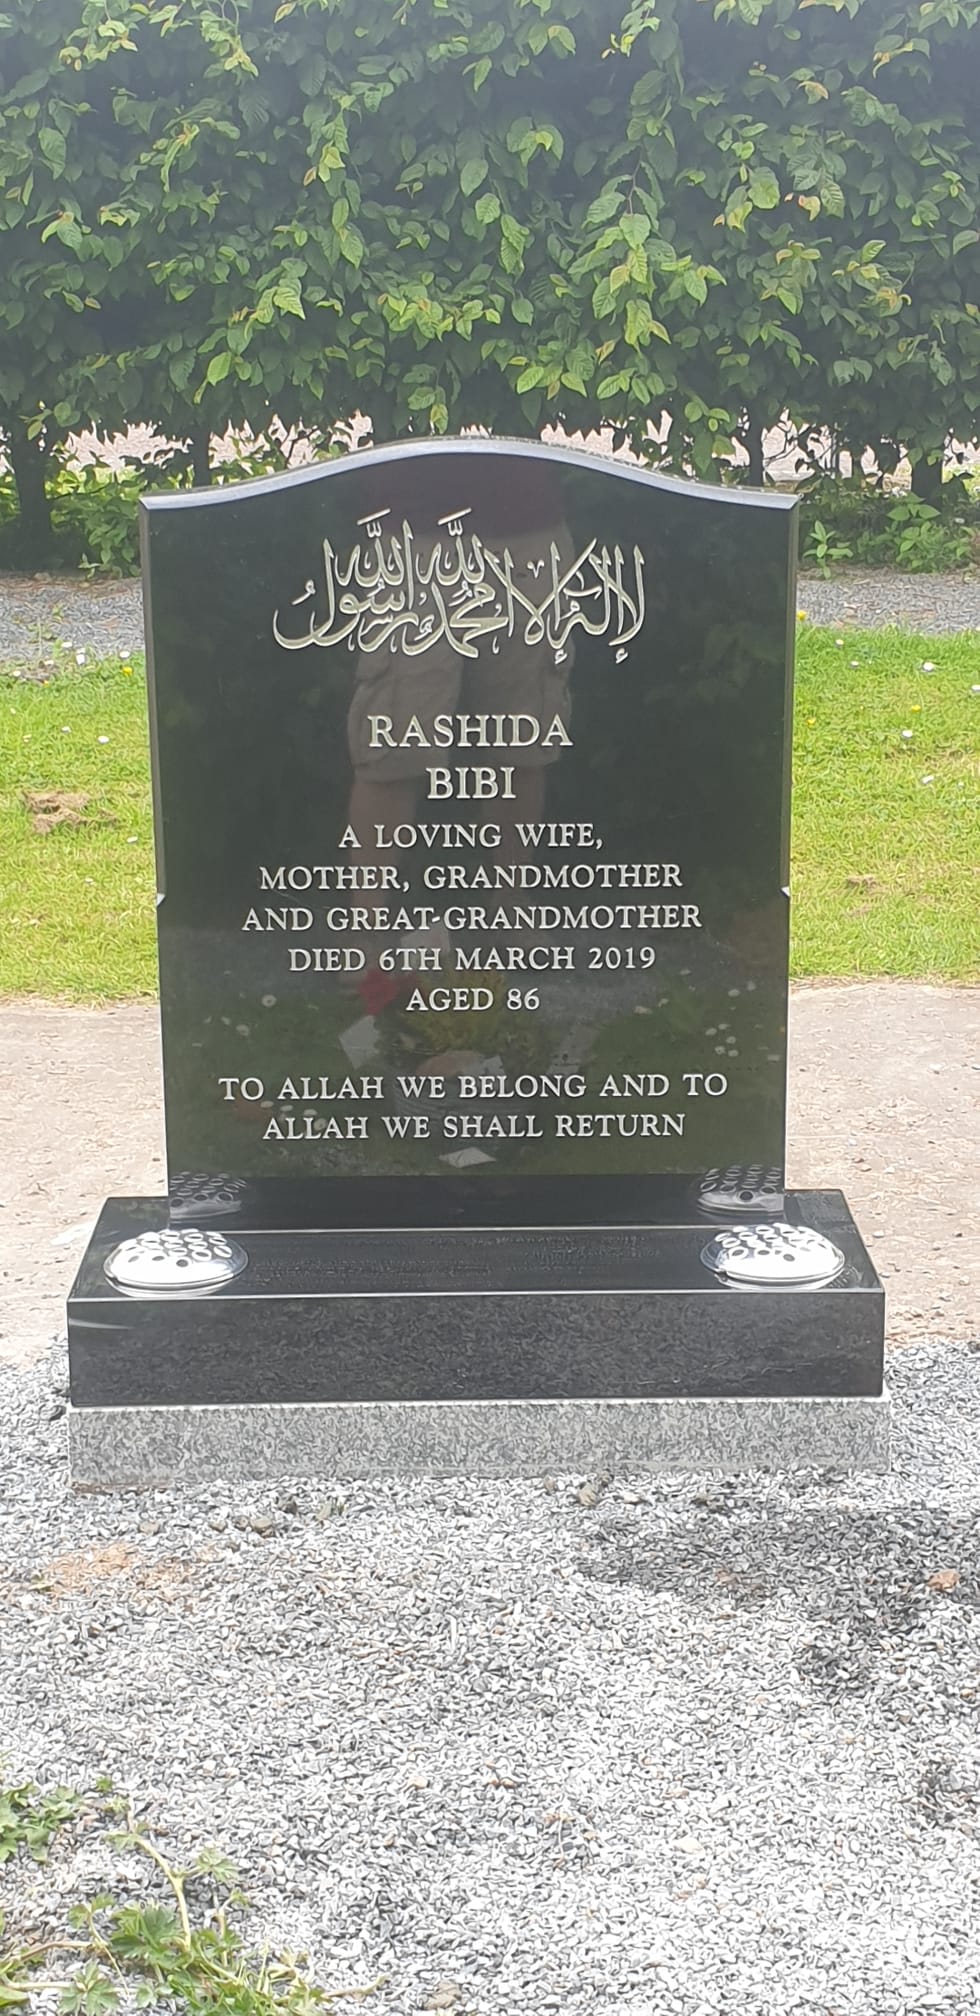 لا إله إلا الله محمد رسول الله
RASHIDA
BIBI
A LOVING WIFE,
MOTHER, GRANDMOTHER
AND GREAT-GRANDMOTHER
DIED 6TH MARCH 2019
AGED 86
TO ALLAH WE BELONG AND TO
ALLAH WE SHALL RETURN